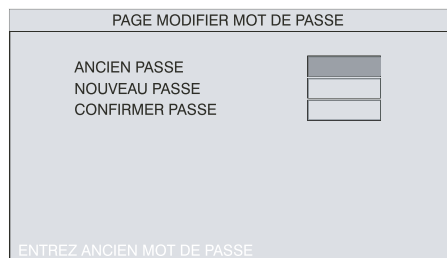 PAGE MODIFIER MOT DE PASSE
ANCIEN PASSE
NOUVEAU PASSE
CONFIRMER PASSE
ENTREZ ANCIEN MOT DE PASSE